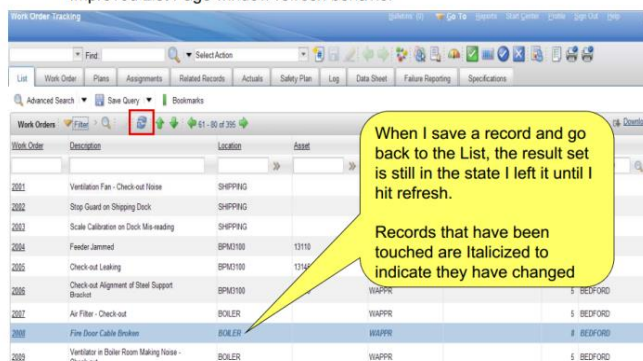 Improved List Page window refresh behavior
Work Order Tracking
Bulletins: (0) Go To Reports Start Center Profile Sign Out Help
Find: Select Action
List Work Order Plans Assignments Related Records Actuals Safety Plan Log Data Sheet Failure Reporting Specifications
Advanced Search Save Query Bookmarks
Work Orders Filter 61 - 80 of 395
Work Order Description Location Asset
2001 Ventilation Fan - Check-out Noise SHIPPING
2002 Stop Guard on Shipping Dock SHIPPING
2003 Scale Calibration on Dock Mis-reading SHIPPING
2004 Feeder Jammed BPM3100 13110
2005 Check-out Leaking BPM3100
2006 Check-out Alignment of Steel Support BPM3100 WAPPR 5 BEDFORD
Bracket
2007 Air Filter - Check-out BOILER WAPPR 5 BEDFORD
2008 Fire Door Cable Broken BOILER WAPPR 8 BEDFORD
2009 Ventilator in Boiler Room Making Noise - BOILER WAPPR 5 BEDFORD
When I save a record and go
back to the List, the result set
is still in the state I left it until I
hit refresh.
Records that have been
touched are Italicized to
indicate they have changed